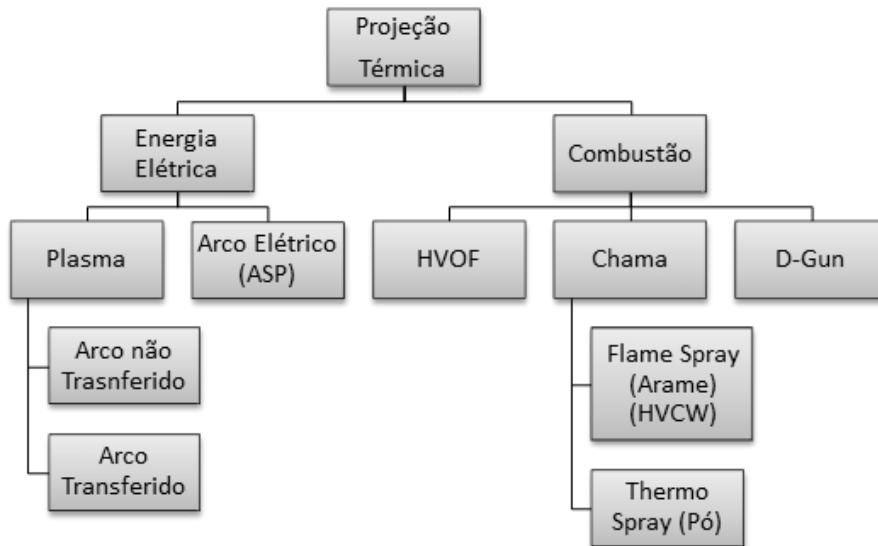 Projeção
Térmica
Energia
Elétrica
Combustão
Plasma
Arco Elétrico
(ASP)
HVOF
Chama
D-Gun
Arco não
Trasnferido
Arco
Transferido
Flame Spray
(Arame)
(HVCW)
Thermo
Spray (Pó)